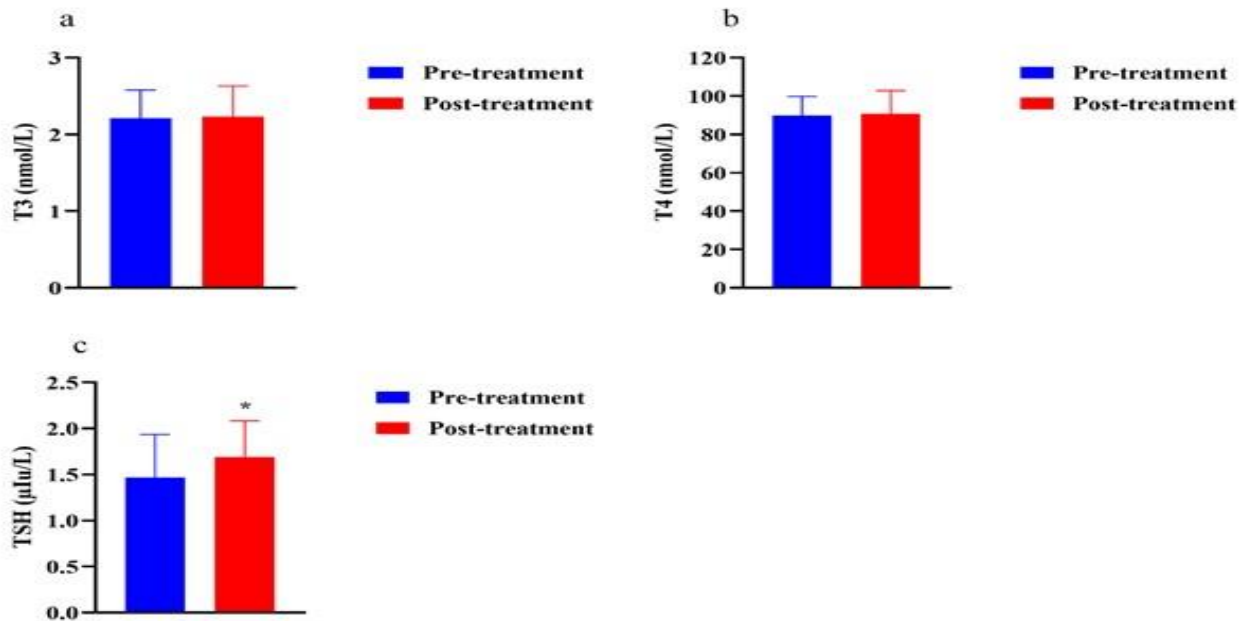 a
3
2
1
0
T3 (nmol/L)
Pre-treatment
Post-treatment
b
120
100
80
60
40
20
0
T4 (nmol/L)
Pre-treatment
Post-treatment
c
2.5
2.0
1.5
1.0
0.5
0.0
TSH (µIu/L)
*
Pre-treatment
Post-treatment